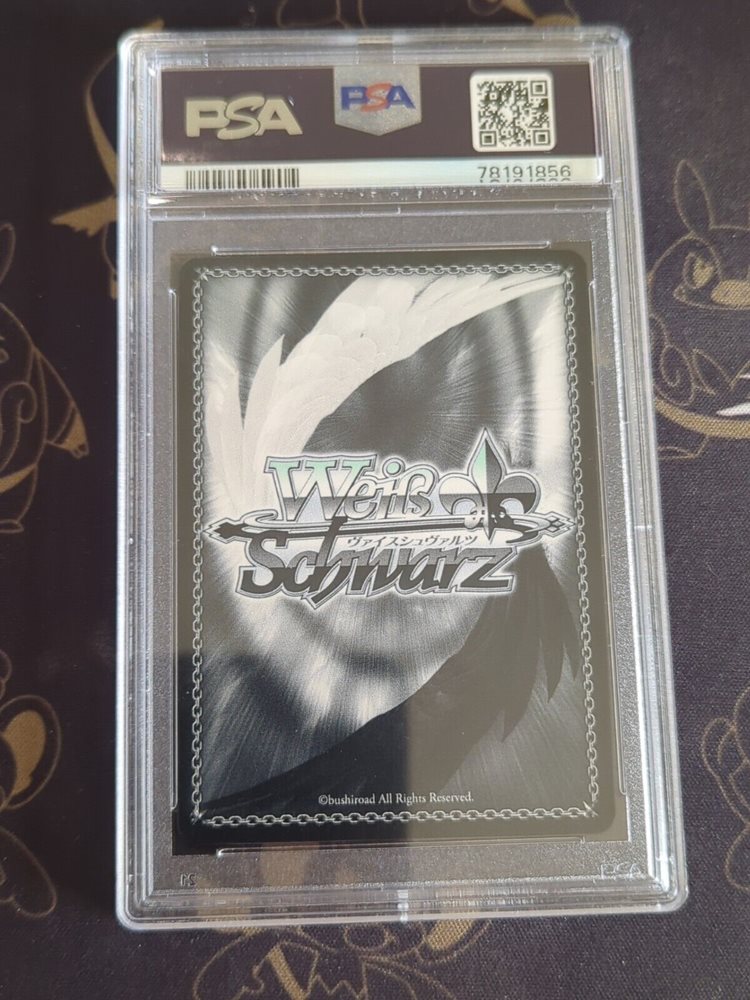 PSA
PSA
78191856
Weiß
ヴァイスシュヴァルツ
Schwarz
©bushiroad All Rights Reserved.
PSA